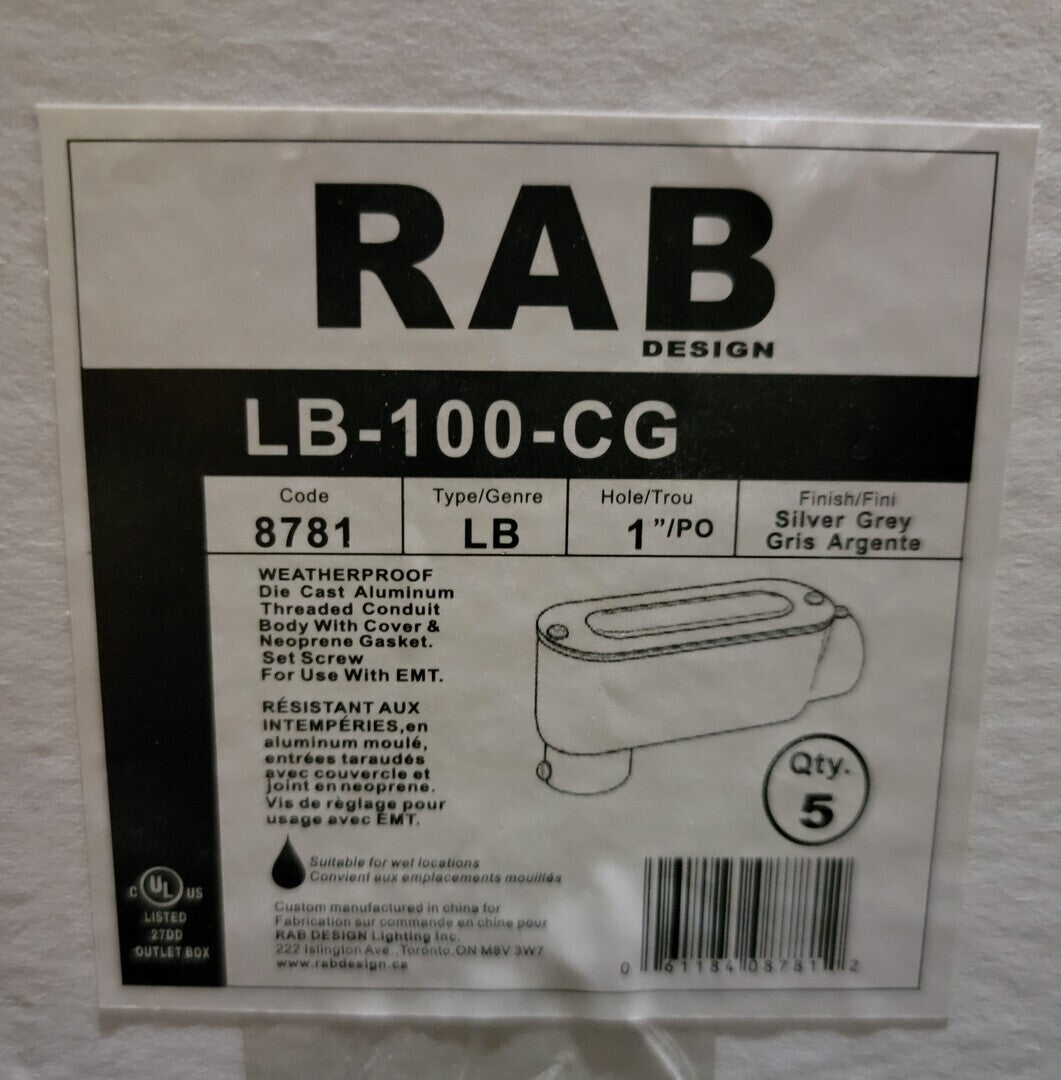 RAB
DESIGN
LB-100-CG
Code
8781
Type/Genre
LB
Hole/Trou
1"/PO
Finish/Fini
Silver Grey
Gris Argente
WEATHERPROOF
Die Cast Aluminum
Threaded Conduit
Body With Cover &
Neoprene Gasket.
Set Screw
For Use With EMT.
RÉSISTANT AUX
INTEMPÉRIES,en
aluminum moulé,
entrées taraudés
avec couvercle et
joint en neoprene.
Vis de règlage pour
usage avec EMT.
Qty.
5
Suitable for wet locations
Convient aux emplacements mouillés
C UL US
LISTED
27DD
OUTLET BOX
Custom manufactured in china for
Fabrication sur commande en chine pour
RAB DESIGN Lighting Inc.
222 Islington Ave., Toronto, ON M8V 3W7
www.rabdesign.ca
0 61184 08781 2